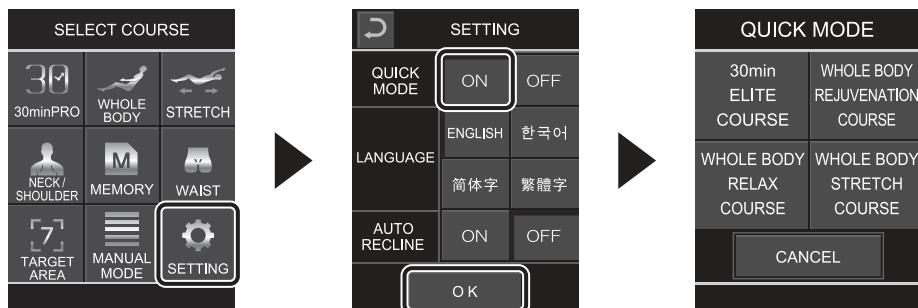 SELECT COURSE
30
30minPRO
WHOLE
BODY
STRETCH
NECK /
SHOULDER
M
MEMORY
WAIST
7
TARGET
AREA
MANUAL
MODE
SETTING
SETTING
QUICK
MODE
ON
OFF
LANGUAGE
ENGLISH
한국어
简体字
繁體字
AUTO
RECLINE
ON
OFF
OK
QUICK MODE
30min
ELITE
COURSE
WHOLE BODY
REJUVENATION
COURSE
WHOLE BODY
RELAX
COURSE
WHOLE BODY
STRETCH
COURSE
CANCEL